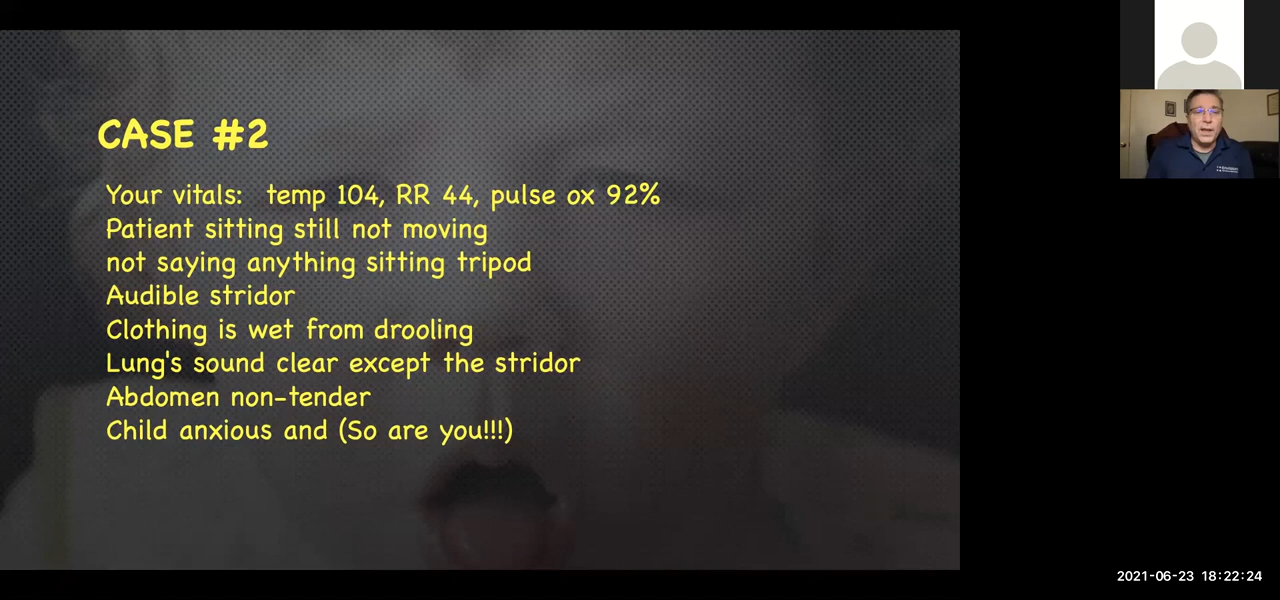 CASE #2
Your vitals:  temp 104, RR 44, pulse ox 92%
Patient sitting still not moving
not saying anything sitting tripod
Audible stridor
Clothing is wet from drooling
Lung's sound clear except the stridor
Abdomen non-tender
Child anxious and (So are you!!!)
2021-06-23 18:22:24